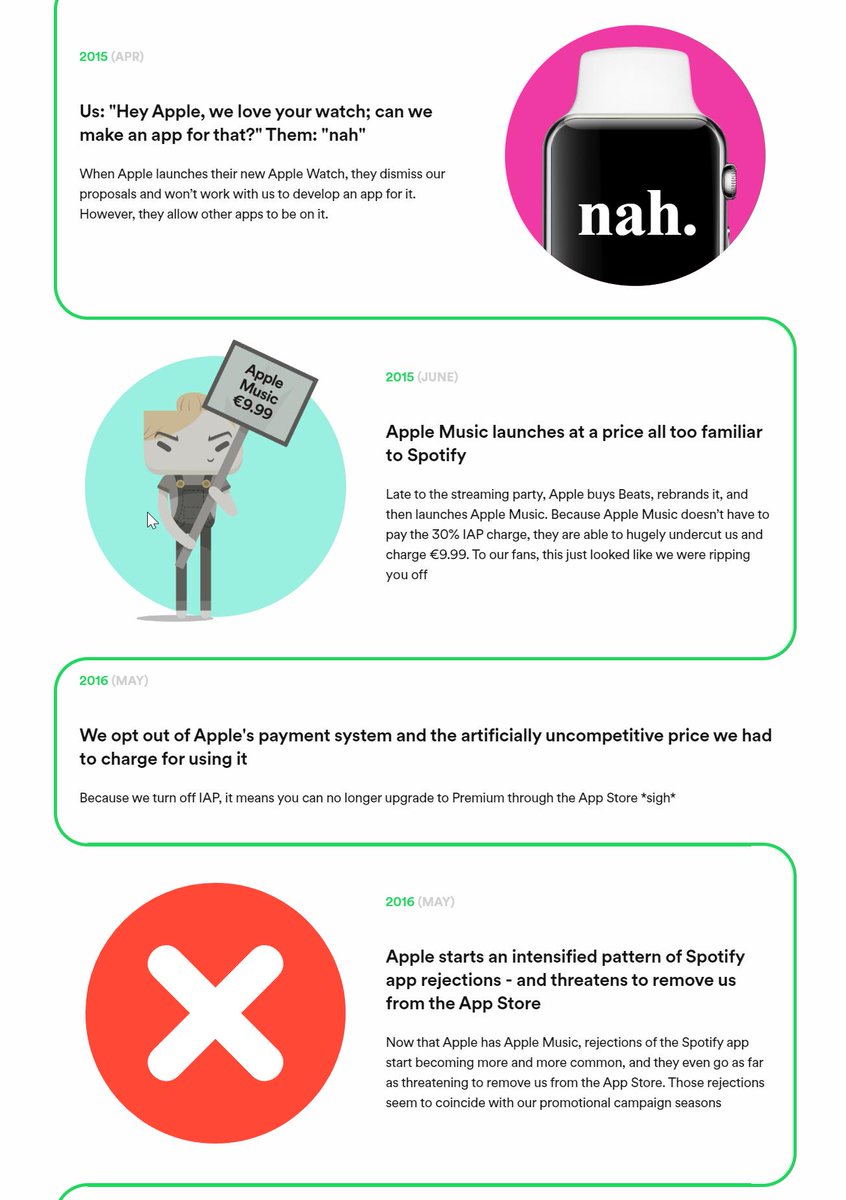 2015 (APR)
Us: "Hey Apple, we love your watch; can we
make an app for that?" Them: "nah"
When Apple launches their new Apple Watch, they dismiss our
proposals and won’t work with us to develop an app for it.
However, they allow other apps to be on it.
nah.
Apple
Music
€9.99
2015 (JUNE)
Apple Music launches at a price all too familiar
to Spotify
Late to the streaming party, Apple buys Beats, rebrands it, and
then launches Apple Music. Because Apple Music doesn’t have to
pay the 30% IAP charge, they are able to hugely undercut us and
charge €9.99. To our fans, this just looked like we were ripping
you off
2016 (MAY)
We opt out of Apple's payment system and the artificially uncompetitive price we had
to charge for using it
Because we turn off IAP, it means you can no longer upgrade to Premium through the App Store *sigh*
2016 (MAY)
Apple starts an intensified pattern of Spotify
app rejections - and threatens to remove us
from the App Store
Now that Apple has Apple Music, rejections of the Spotify app
start becoming more and more common, and they even go as far
as threatening to remove us from the App Store. Those rejections
seem to coincide with our promotional campaign seasons